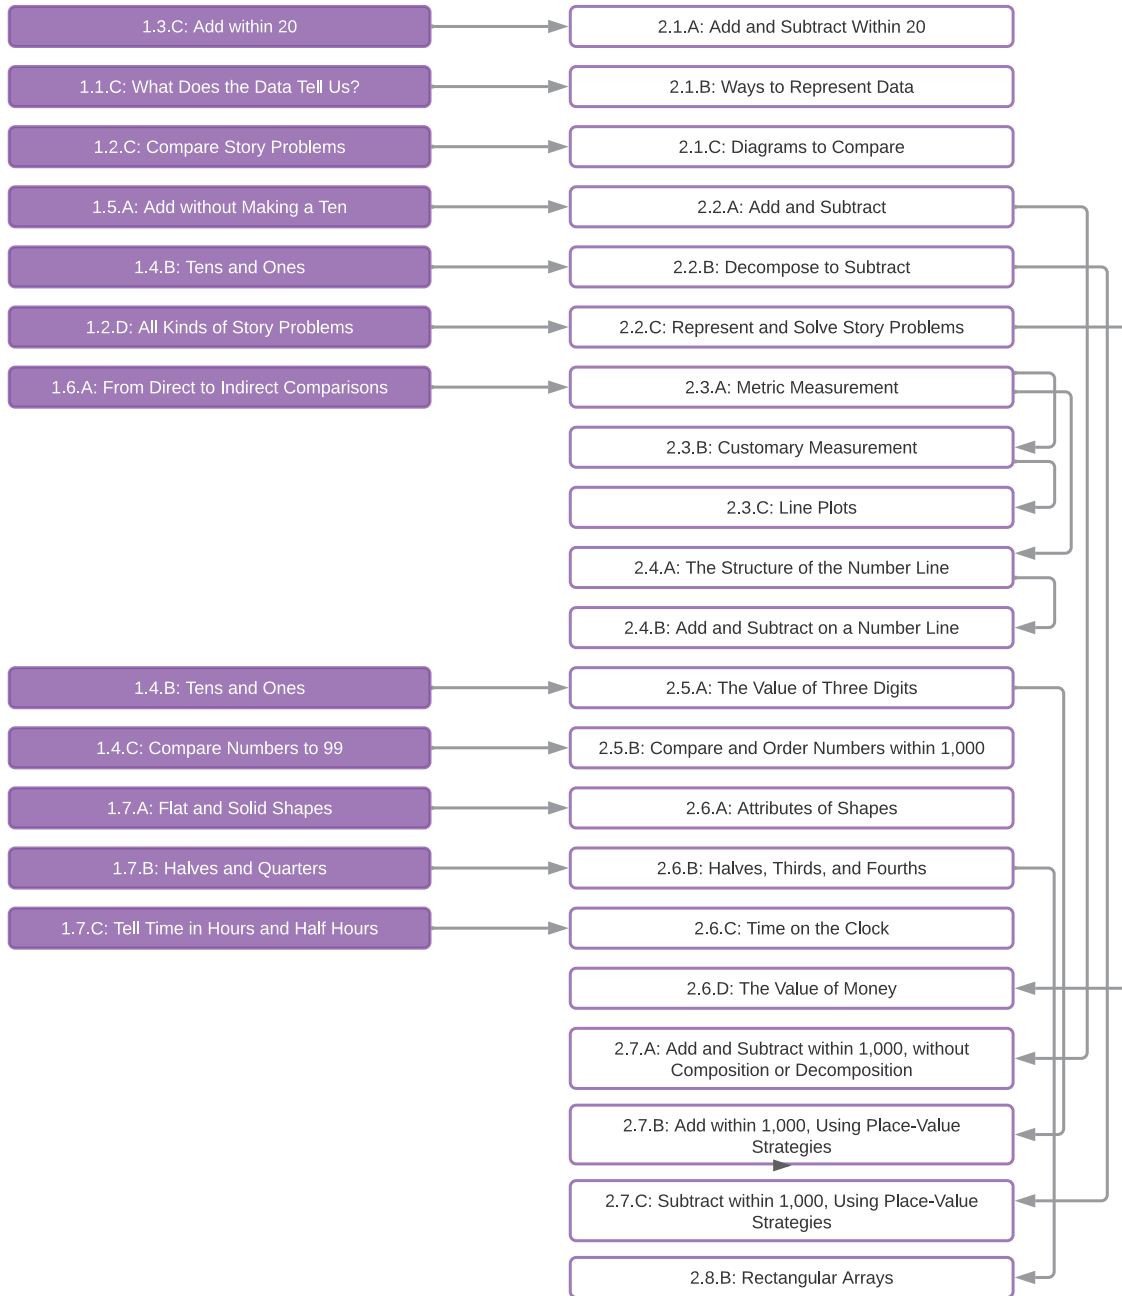 1.3.C: Add within 20
2.1.A: Add and Subtract Within 20
1.1.C: What Does the Data Tell Us?
2.1.B: Ways to Represent Data
1.2.C: Compare Story Problems
2.1.C: Diagrams to Compare
1.5.A: Add without Making a Ten
2.2.A: Add and Subtract
1.4.B: Tens and Ones
2.2.B: Decompose to Subtract
1.2.D: All Kinds of Story Problems
2.2.C: Represent and Solve Story Problems
1.6.A: From Direct to Indirect Comparisons
2.3.A: Metric Measurement
2.3.B: Customary Measurement
2.3.C: Line Plots
2.4.A: The Structure of the Number Line
2.4.B: Add and Subtract on a Number Line
1.4.B: Tens and Ones
2.5.A: The Value of Three Digits
1.4.C: Compare Numbers to 99
2.5.B: Compare and Order Numbers within 1,000
1.7.A: Flat and Solid Shapes
2.6.A: Attributes of Shapes
1.7.B: Halves and Quarters
2.6.B: Halves, Thirds, and Fourths
1.7.C: Tell Time in Hours and Half Hours
2.6.C: Time on the Clock
2.6.D: The Value of Money
2.7.A: Add and Subtract within 1,000, without
Composition or Decomposition
2.7.B: Add within 1,000, Using Place-Value
Strategies
2.7.C: Subtract within 1,000, Using Place-Value
Strategies
2.8.B: Rectangular Arrays